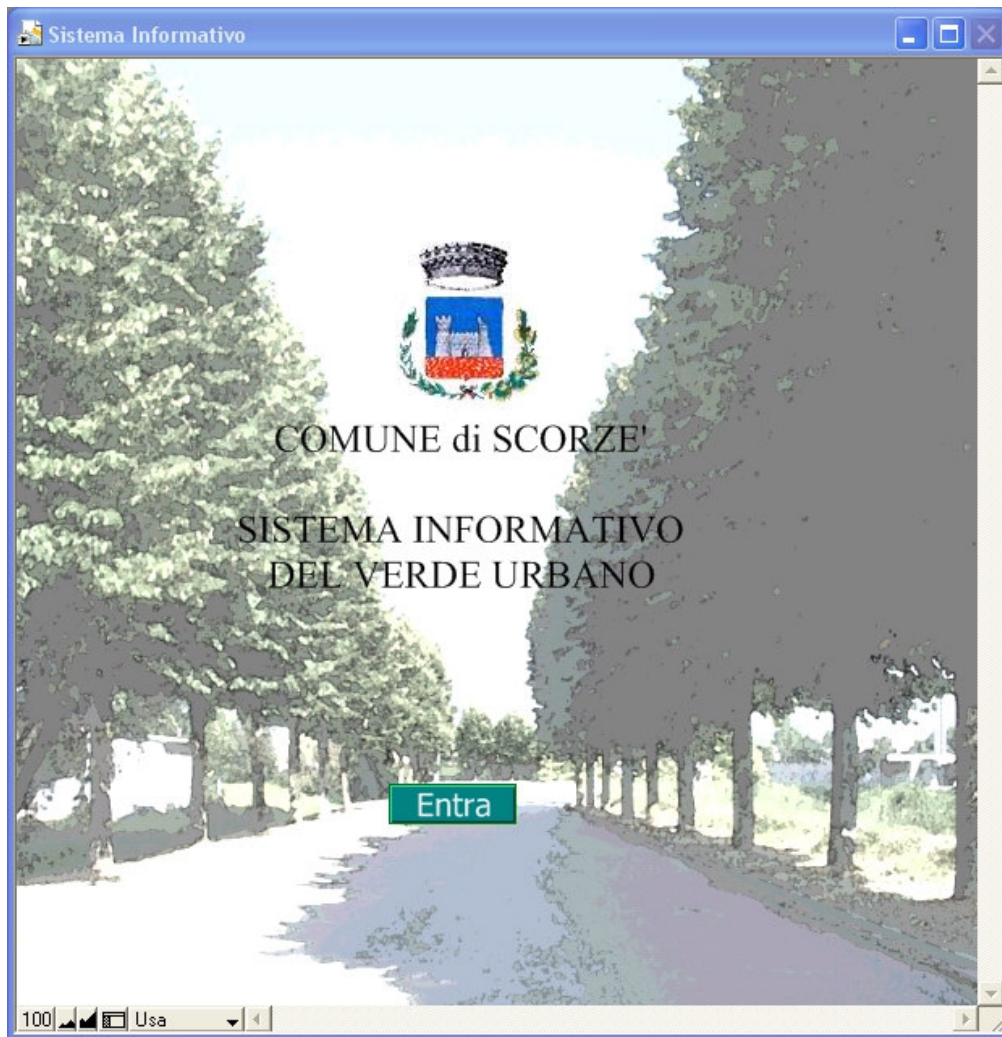 Sistema Informativo
COMUNE di SCORZE'
SISTEMA INFORMATIVO
DEL VERDE URBANO
Entra
100 Usa